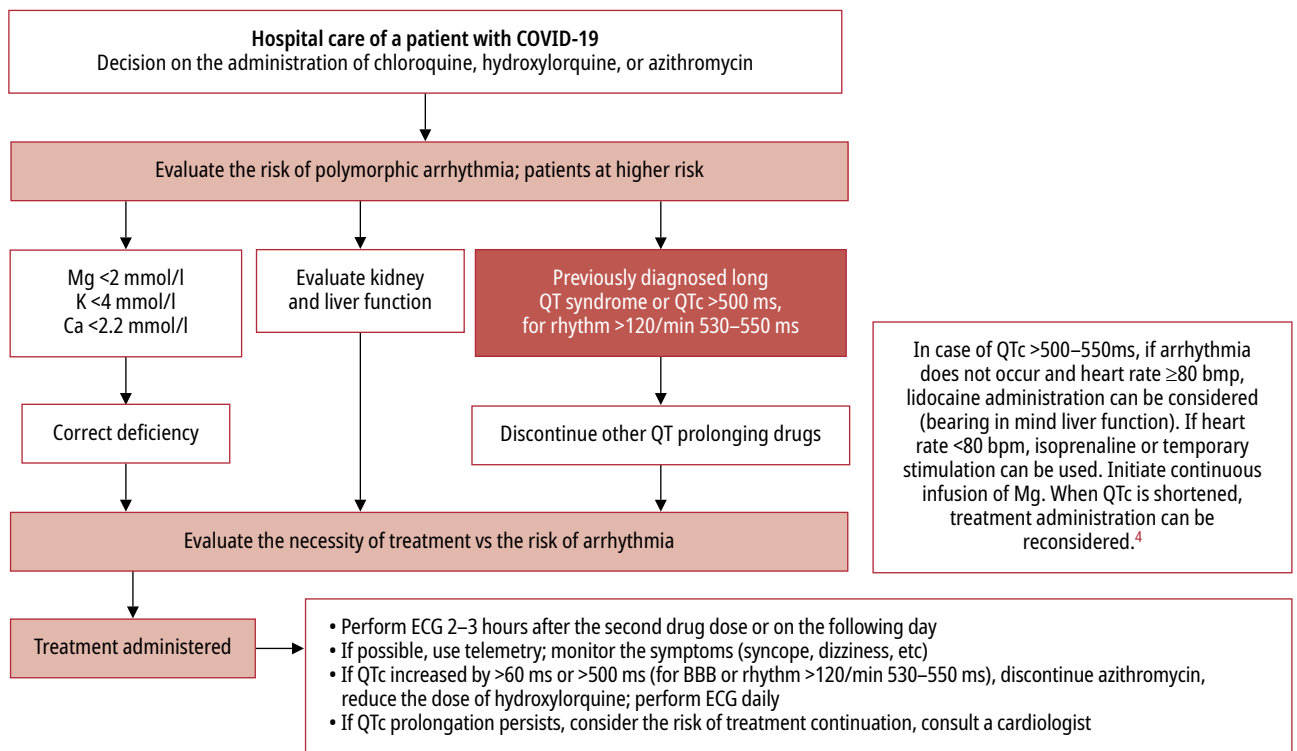 Hospital care of a patient with COVID-19
Decision on the administration of chloroquine, hydroxylorquine, or azithromycin
Evaluate the risk of polymorphic arrhythmia; patients at higher risk
Mg <2 mmol/l
K <4 mmol/l
Ca <2.2 mmol/l
Evaluate kidney
and liver function
Previously diagnosed long
QT syndrome or QTc >500 ms,
for rhythm >120/min 530–550 ms
Correct deficiency
Discontinue other QT prolonging drugs
In case of QTc >500–550ms, if arrhythmia
does not occur and heart rate ≥80 bmp,
lidocaine administration can be considered
(bearing in mind liver function). If heart
rate <80 bpm, isoprenaline or temporary
stimulation can be used. Initiate continuous
infusion of Mg. When QTc is shortened,
treatment administration can be
reconsidered.4
Evaluate the necessity of treatment vs the risk of arrhythmia
Treatment administered
• Perform ECG 2–3 hours after the second drug dose or on the following day
• If possible, use telemetry; monitor the symptoms (syncope, dizziness, etc)
• If QTc increased by >60 ms or >500 ms (for BBB or rhythm >120/min 530–550 ms), discontinue azithromycin,
reduce the dose of hydroxylorquine; perform ECG daily
• If QTc prolongation persists, consider the risk of treatment continuation, consult a cardiologist